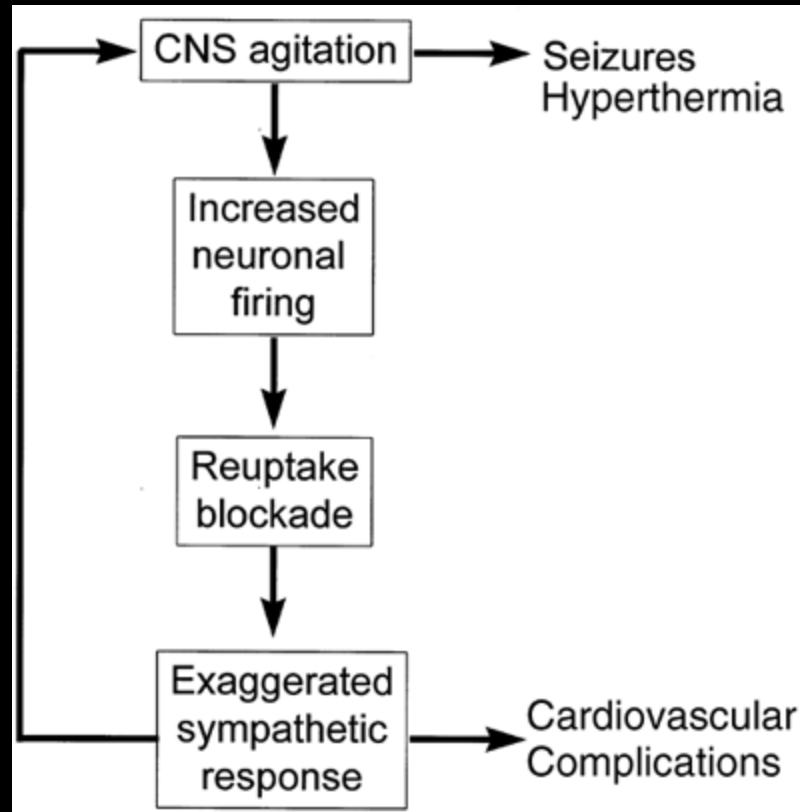 CNS agitation
Seizures
Hyperthermia
Increased
neuronal
firing
Reuptake
blockade
Exaggerated
sympathetic
response
Cardiovascular
Complications